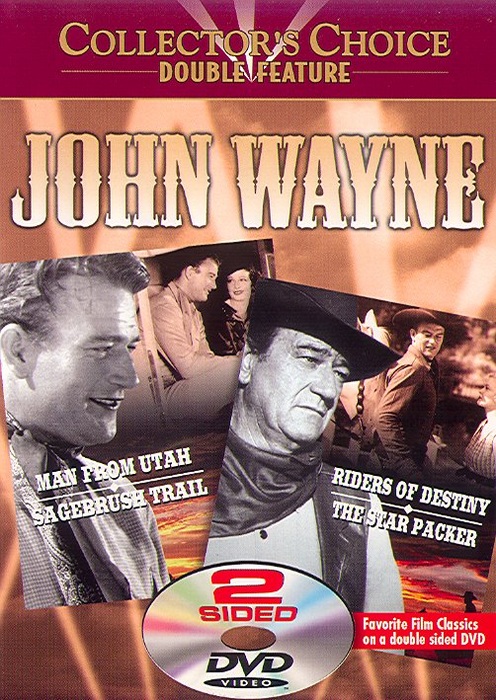 COLLECTOR'S CHOICE
DOUBLE FEATURE
JOHN WAYNE
MAN FROM UTAH
SAGEBRUSH TRAIL
RIDERS OF DESTINY
THE STAR PACKER
2
SIDED
DVD
VIDEO
Favorite Film Classics
on a double sided DVD